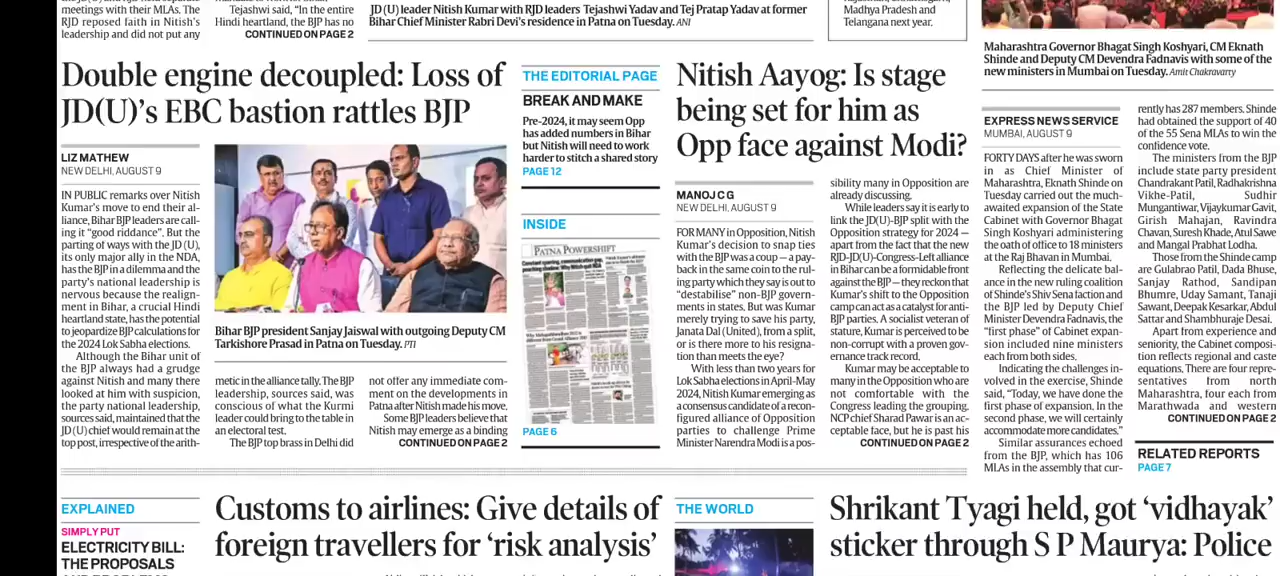 meetings with their MLAs. The
RJD reposed faith in Nitish's
leadership and did not put any
Tejashwi said, "In the entire
Hindi heartland, the BJP has no
CONTINUED ON PAGE 2
JD(U) leader Nitish Kumar with RJD leaders Tejashwi Yadav and Tej Pratap Yadav at former
Bihar Chief Minister Rabri Devi's residence in Patna on Tuesday. ANI
Madhya Pradesh and
Telangana next year.
Maharashtra Governor Bhagat Singh Koshyari, CM Eknath
Shinde and Deputy CM Devendra Fadnavis with some of the
new ministers in Mumbai on Tuesday. Amit Chakravarty
Double engine decoupled: Loss of
JD(U)'s EBC bastion rattles BJP
LIZ MATHEW
NEW DELHI, AUGUST 9
IN PUBLIC remarks over Nitish
Kumar's move to end their al-
liance, Bihar BJP leaders are call-
ing it "good riddance". But the
parting of ways with the JD (U),
its only major ally in the NDA,
has the BJP in a dilemma and the
party's national leadership is
nervous because the realign-
ment in Bihar, a crucial Hindi
heartland state, has the potential
to jeopardize BJP calculations for
the 2024 Lok Sabha elections.
Although the Bihar unit of
the BJP always had a grudge
against Nitish and many there
looked at him with suspicion,
the party national leadership,
sources said, maintained that the
JD(U) chief would remain at the
top post, irrespective of the arith-
Bihar BJP president Sanjay Jaiswal with outgoing Deputy CM
Tarkishore Prasad in Patna on Tuesday. PTI
metic in the alliance tally. The BJP
leadership, sources said, was
conscious of what the Kurmi
leader could bring to the table in
an electoral test.
The BJP top brass in Delhi did
not offer any immediate com-
ment on the developments in
Patna after Nitish made his move.
Some BJP leaders believe that
Nitish may emerge as a binding
CONTINUED ON PAGE 2
THE EDITORIAL PAGE
BREAK AND MAKE
Pre-2024, it may seem Opp
has added numbers in Bihar
but Nitish will need to work
harder to stitch a shared story
PAGE 12
INSIDE
PATNA POWERSHIFT
PAGE 6
Nitish Aayog: Is stage
being set for him as
Opp face against Modi?
MANOJ C G
NEW DELHI, AUGUST 9
FOR MANY in Opposition, Nitish
Kumar's decision to snap ties
with the BJP was a coup — a pay-
back in the same coin to the rul-
ing party which they say is out to
"destabilise" non-BJP govern-
ments in states. But was Kumar
merely trying to save his party,
Janata Dal (United), from a split,
or is there more to his resigna-
tion than meets the eye?
With less than two years for
Lok Sabha elections in April-May
2024, Nitish Kumar emerging as
a consensus candidate of a recon-
figured alliance of Opposition
parties to challenge Prime
Minister Narendra Modi is a pos-
sibility many in Opposition are
already discussing.
While leaders say it is early to
link the JD(U)-BJP split with the
Opposition strategy for 2024 —
apart from the fact that the new
RJD-JD(U)-Congress-Left alliance
in Bihar can be a formidable front
against the BJP — they reckon that
Kumar's shift to the Opposition
camp can act as a catalyst for anti-
BJP parties. A socialist veteran of
stature, Kumar is perceived to be
non-corrupt with a proven gov-
ernance track record.
Kumar may be acceptable to
many in the Opposition who are
not comfortable with the
Congress leading the grouping.
NCP chief Sharad Pawar is an ac-
ceptable face, but he is past his
CONTINUED ON PAGE 2
EXPRESS NEWS SERVICE
MUMBAI, AUGUST 9
FORTY DAYS after he was sworn
in as Chief Minister of
Maharashtra, Eknath Shinde on
Tuesday carried out the much-
awaited expansion of the State
Cabinet with Governor Bhagat
Singh Koshyari administering
the oath of office to 18 ministers
at the Raj Bhavan in Mumbai.
Reflecting the delicate bal-
ance in the new ruling coalition
of Shinde's Shiv Sena faction and
the BJP led by Deputy Chief
Minister Devendra Fadnavis, the
"first phase" of Cabinet expan-
sion included nine ministers
each from both sides.
Indicating the challenges in-
volved in the exercise, Shinde
said, "Today, we have done the
first phase of expansion. In the
second phase, we will certainly
accommodate more candidates."
Similar assurances echoed
from the BJP, which has 106
MLAs in the assembly that cur-
rently has 287 members. Shinde
had obtained the support of 40
of the 55 Sena MLAs to win the
confidence vote.
The ministers from the BJP
include state party president
Chandrakant Patil, Radhakrishna
Vikhe-Patil, Sudhir
Mungantiwar, Vijaykumar Gavit,
Girish Mahajan, Ravindra
Chavan, Suresh Khade, Atul Save
and Mangal Prabhat Lodha.
Those from the Shinde camp
are Gulabrao Patil, Dada Bhuse,
Sanjay Rathod, Sandipan
Bhumre, Uday Samant, Tanaji
Sawant, Deepak Kesarkar, Abdul
Sattar and Shambhuraje Desai.
Apart from experience and
seniority, the Cabinet composi-
tion reflects regional and caste
equations. There are four repre-
sentatives from north
Maharashtra, four each from
Marathwada and western
CONTINUED ON PAGE 2
RELATED REPORTS
PAGE 7
EXPLAINED
SIMPLY PUT
ELECTRICITY BILL:
THE PROPOSALS
Customs to airlines: Give details of
foreign travellers for 'risk analysis'
THE WORLD
Shrikant Tyagi held, got 'vidhayak'
sticker through S P Maurya: Police